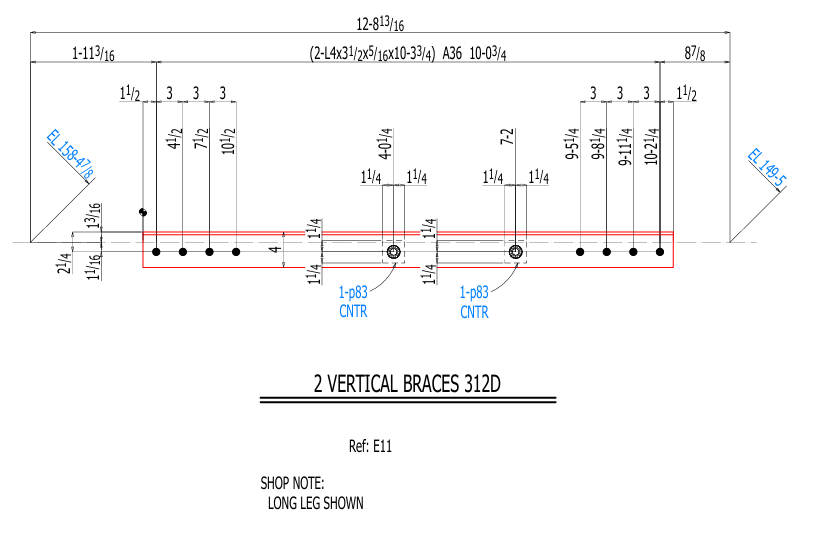 12-8 13/16
1-11 3/16 (2-L4x3 1/2x5/16x10-3 3/4) A36 10-0 3/4 8 7/8
1 1/2 3 3 3 3 3 3 1 1/2
4 1/2 7 1/2 10 1/2 4-0 1/4 7-2 9-5 1/4 9-8 1/4 9-11 1/4 10-2 1/4
EL 158-4 7/8 EL 149-5
1 1/4 1 1/4 1 1/4 1 1/4
13/16 1 1/4 1 1/4
2 1/4 1 1/16 4 1 1/4 1 1/4
1-p83 1-p83
CNTR CNTR
2 VERTICAL BRACES 312D
Ref: E11
SHOP NOTE:
LONG LEG SHOWN